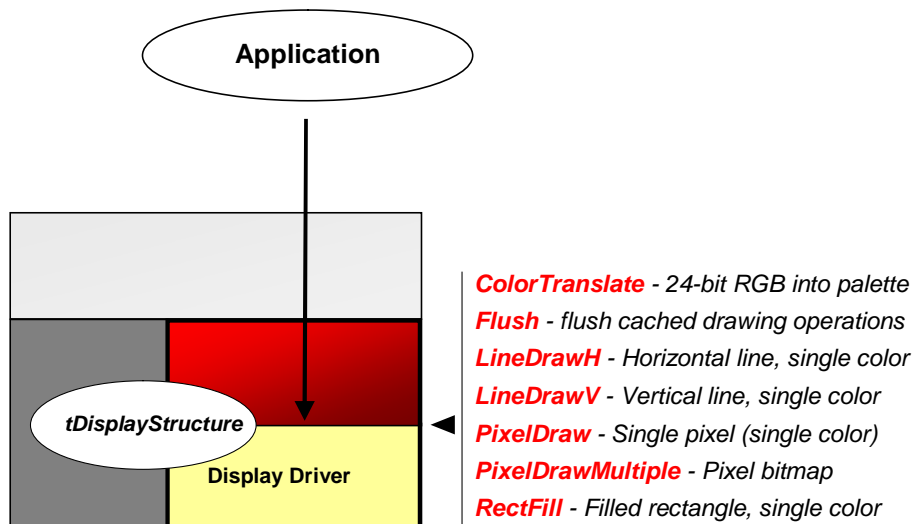 Application
ColorTranslate - 24-bit RGB into palette
Flush - flush cached drawing operations
LineDrawH - Horizontal line, single color
LineDrawV - Vertical line, single color
PixelDraw - Single pixel (single color)
PixelDrawMultiple - Pixel bitmap
RectFill - Filled rectangle, single color
tDisplayStructure
Display Driver